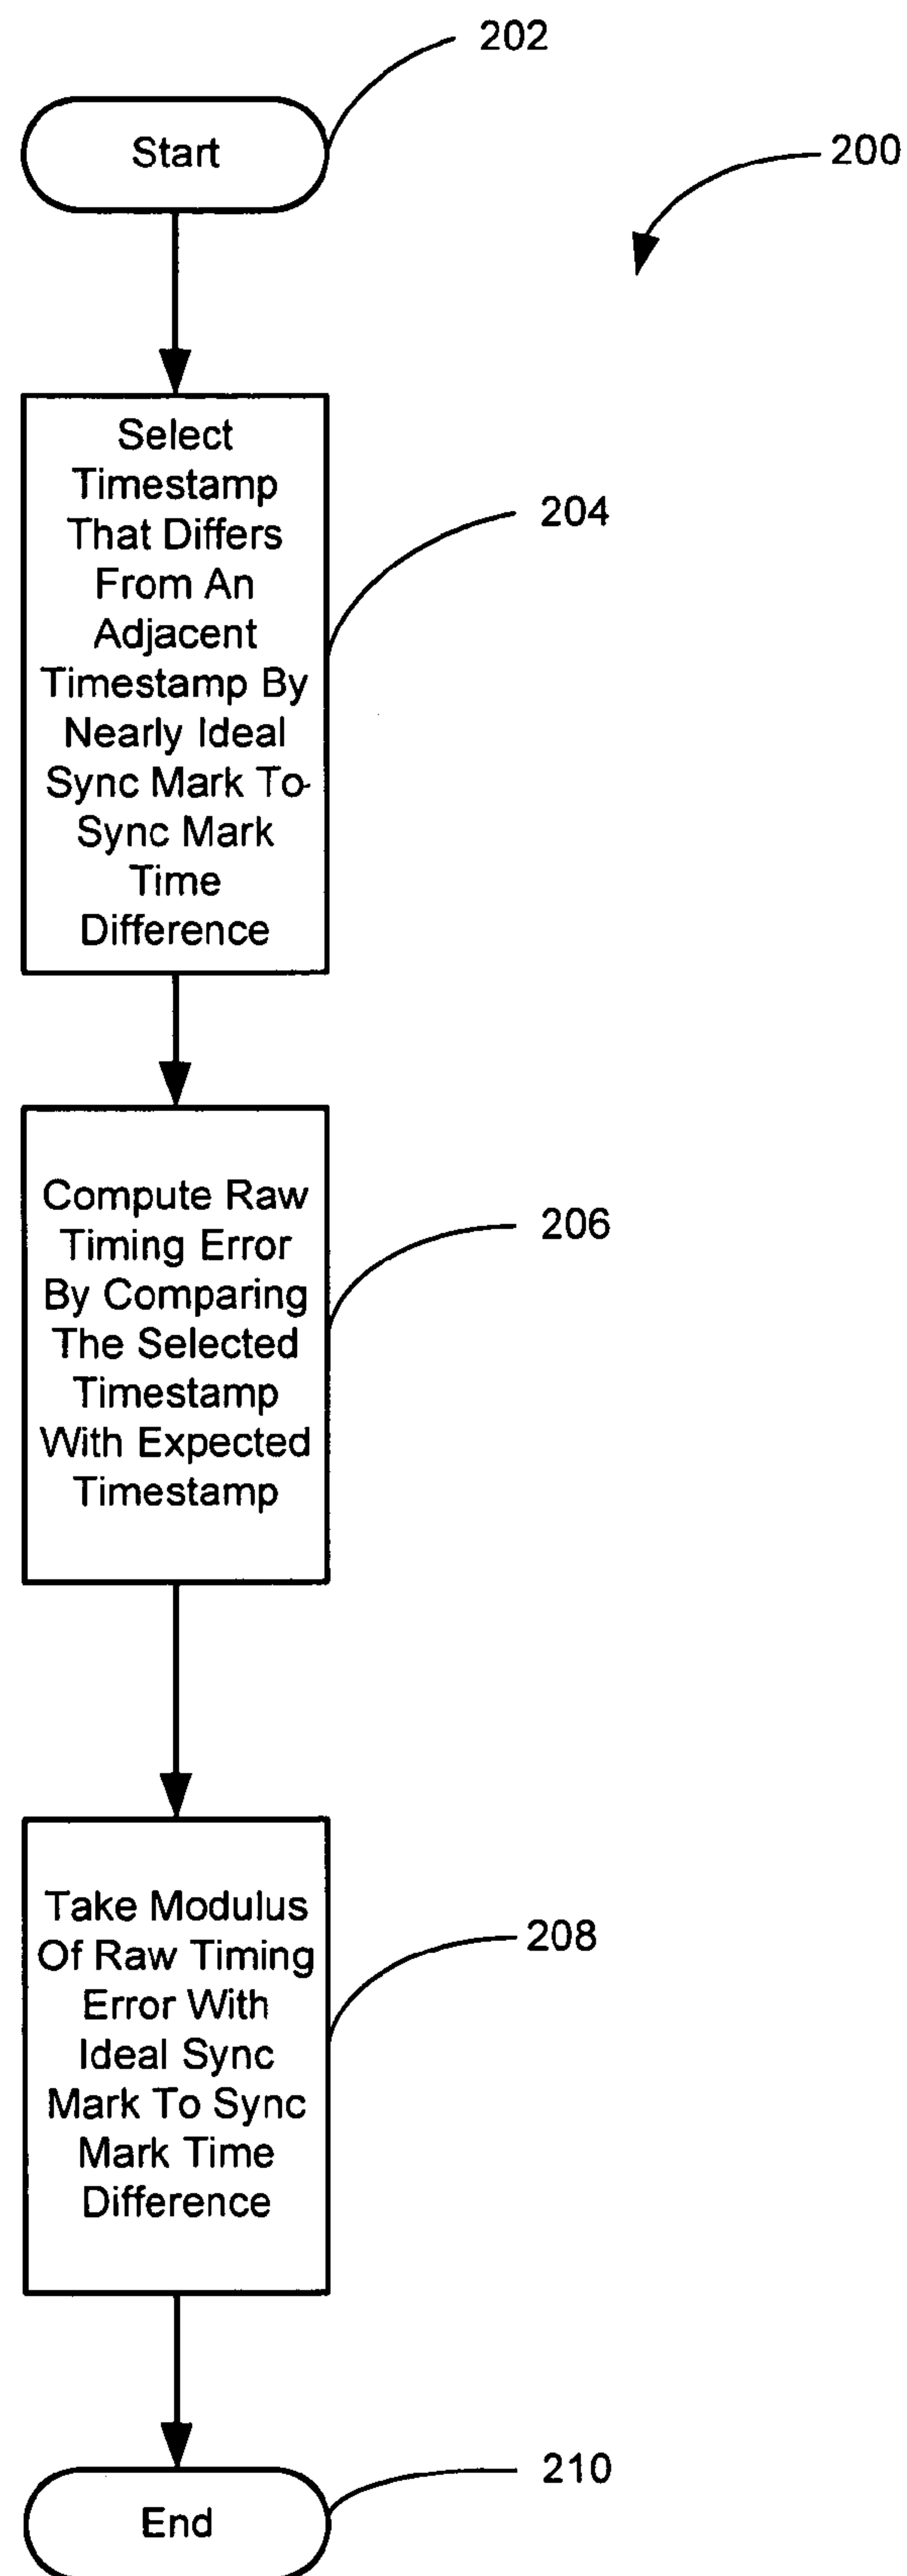 202
Start
200
Select
Timestamp
That Differs
From An
Adjacent
Timestamp By
Nearly Ideal
Sync Mark To-
Sync Mark
Time
Difference
204
Compute Raw
Timing Error
By Comparing
The Selected
Timestamp
With Expected
Timestamp
206
Take Modulus
Of Raw Timing
Error With
Ideal Sync
Mark To Sync
Mark Time
Difference
208
210
End